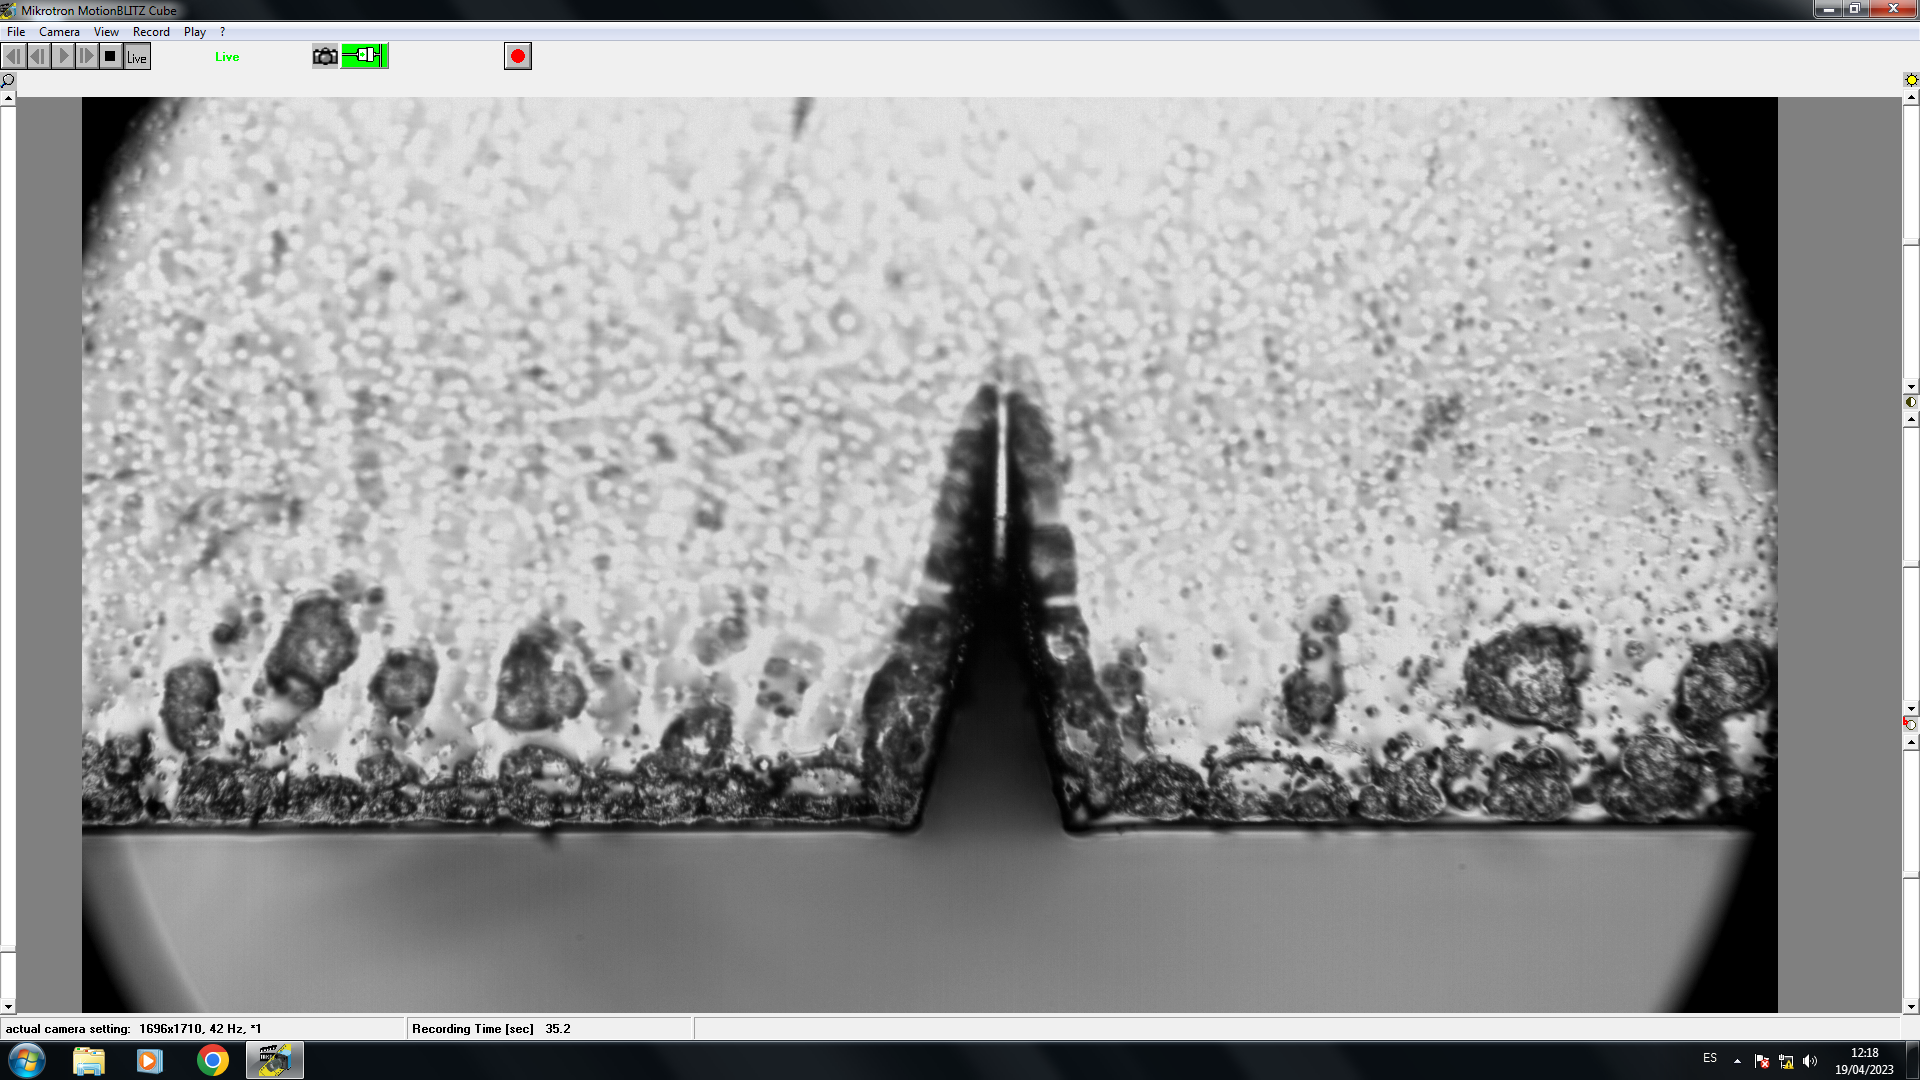 Mikrotron MotionBLITZ Cube
File Camera View Record Play ?
Live Live
actual camera setting: 1696x1710, 42 Hz, *1 Recording Time [sec] 35.2
ES
12:18
19/04/2023